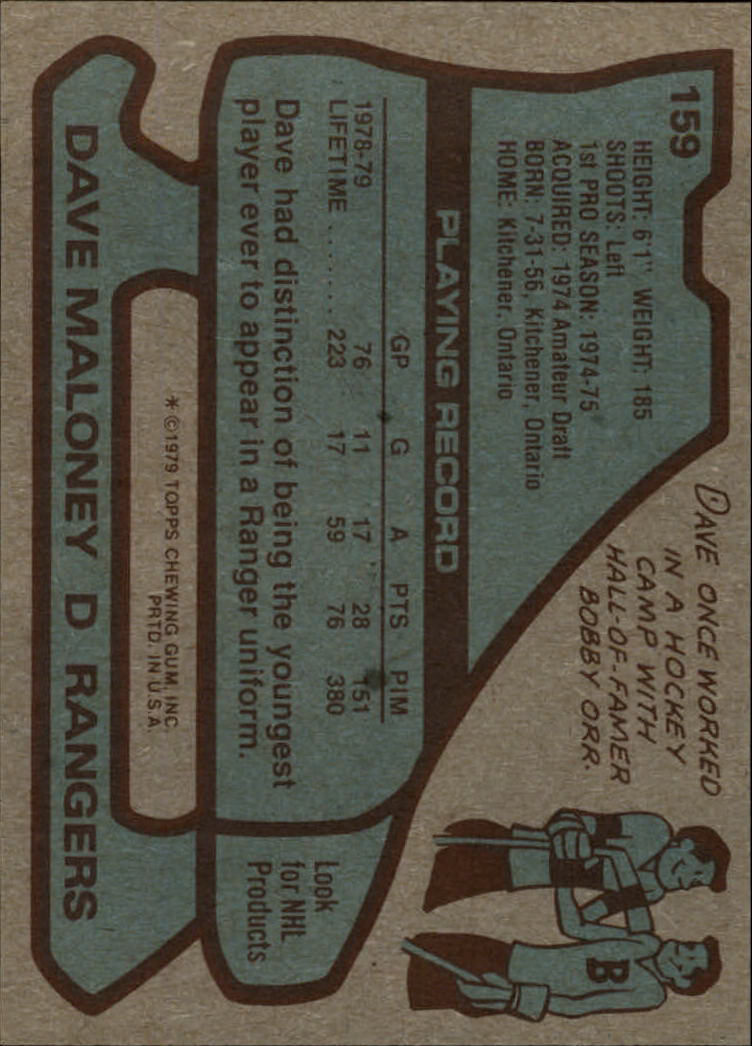 159
HEIGHT: 6'1" WEIGHT: 185
SHOOTS: Left
1st PRO SEASON: 1974-75
ACQUIRED: 1974 Amateur Draft
BORN: 7-31-56, Kitchener, Ontario
HOME: Kitchener, Ontario
DAVE ONCE WORKED
IN A HOCKEY
CAMP WITH
HALL-OF-FAMER
BOBBY ORR.
B
PLAYING RECORD
GP G A PTS PIM
1978-79 76 11 17 28 151
LIFETIME ....... 223 17 59 76 380
Dave had distinction of being the youngest
player ever to appear in a Ranger uniform.
Look
for NHL
Products
* ©1979 TOPPS CHEWING GUM INC.
PRTD. IN U.S.A.
DAVE MALONEY D RANGERS